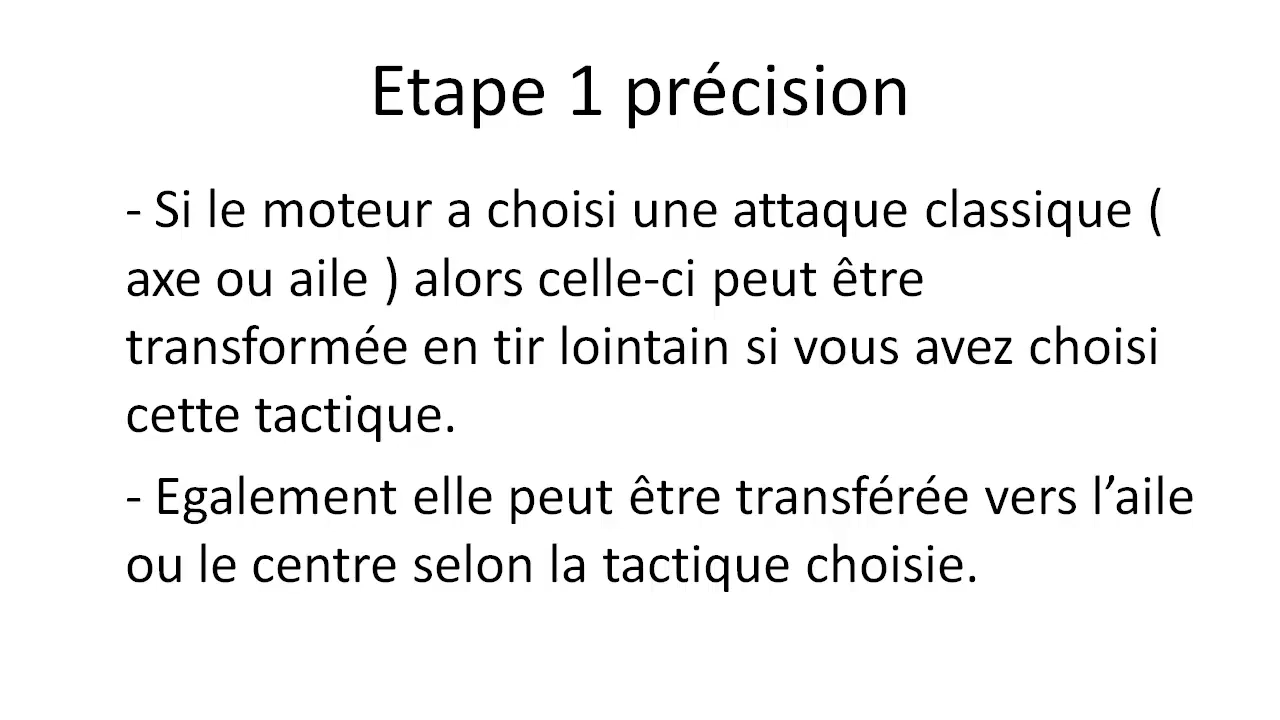 Etape 1 précision
- Si le moteur a choisi une attaque classique (
axe ou aile ) alors celle-ci peut être
transformée en tir lointain si vous avez choisi
cette tactique.
- Egalement elle peut être transférée vers l’aile
ou le centre selon la tactique choisie.